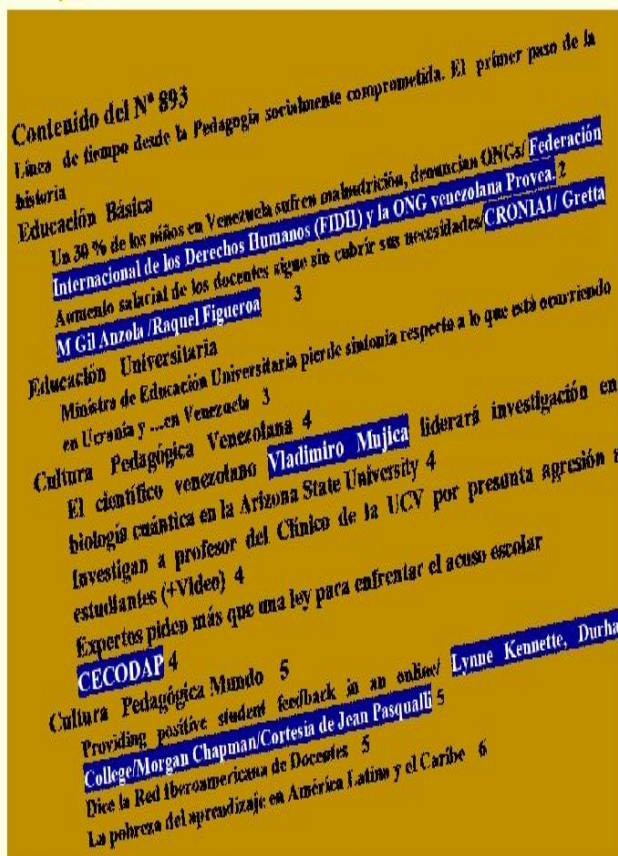 Contenido del Nº 893
Línea de tiempo desde la Pedagogía socialmente comprometida. El primer paso de la
historia
Educación Básica
Un 30 % de los niños en Venezuela sufren malnutrición, denuncian ONGs/ Federación
Internacional de los Derechos Humanos (FIDH) y la ONG venezolana Provea. 2
Aumento salarial de los docentes sigue sin cubrir sus necesidades/CRONIA1/ Gretta
M Gil Anzola /Raquel Figueroa 3
Educación Universitaria
Ministra de Educación Universitaria pierde sintonía respecto a lo que está ocurriendo
en Ucrania y ...en Venezuela 3
Cultura Pedagógica Venezolana 4
El científico venezolano Vladimiro Mujica liderará investigación en
biología cuántica en la Arizona State University 4
Investigan a profesor del Clínico de la UCV por presunta agresión a
estudiantes (+Video) 4
Expertos piden más que una ley para enfrentar el acoso escolar
CECODAP 4
Cultura Pedagógica Mundo 5
Providing positive student feedback in an online/ Lynne Kennette, Durha
College/Morgan Chapman/Cortesia de Jean Pasqualli 5
Dice la Red Iberoamericana de Docentes 5
La pobreza del aprendizaje en América Latina y el Caribe 6